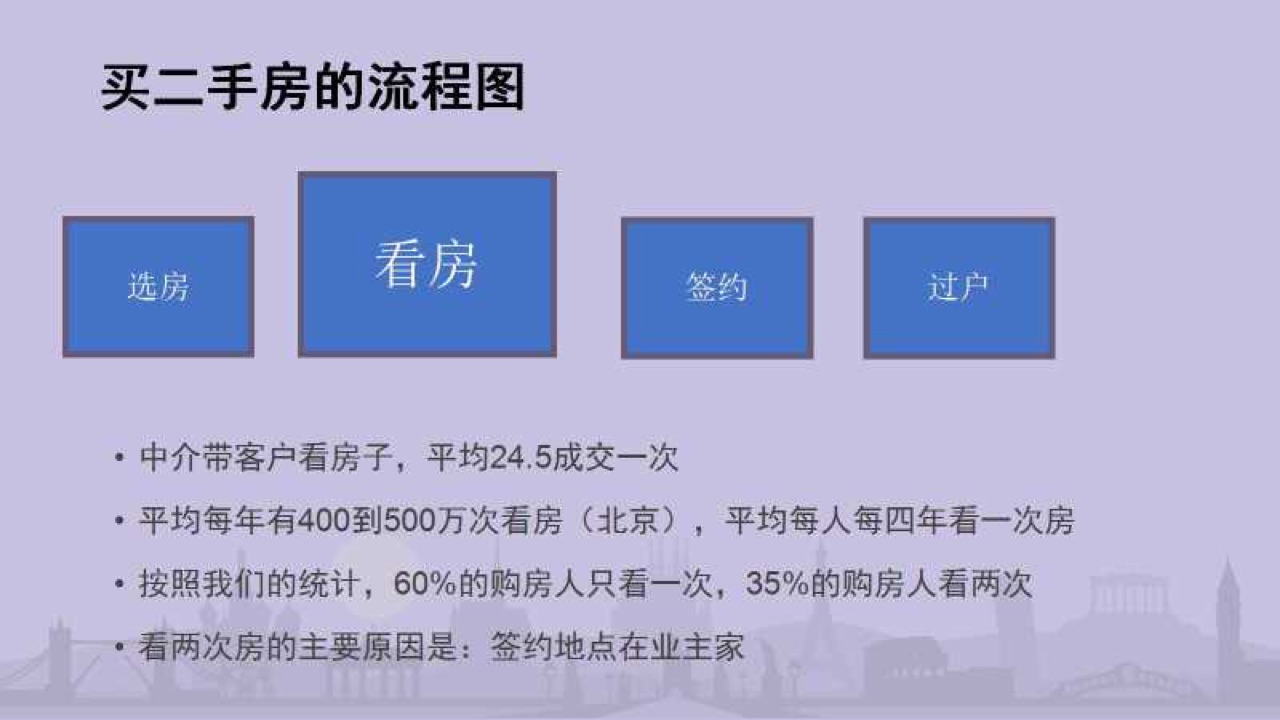 买二手房的流程图
选房
看房
签约
过户
• 中介带客户看房子，平均24.5成交一次
• 平均每年有400到500万次看房（北京），平均每人每四年看一次房
• 按照我们的统计，60%的购房人只看一次，35%的购房人看两次
• 看两次房的主要原因是：签约地点在业主家